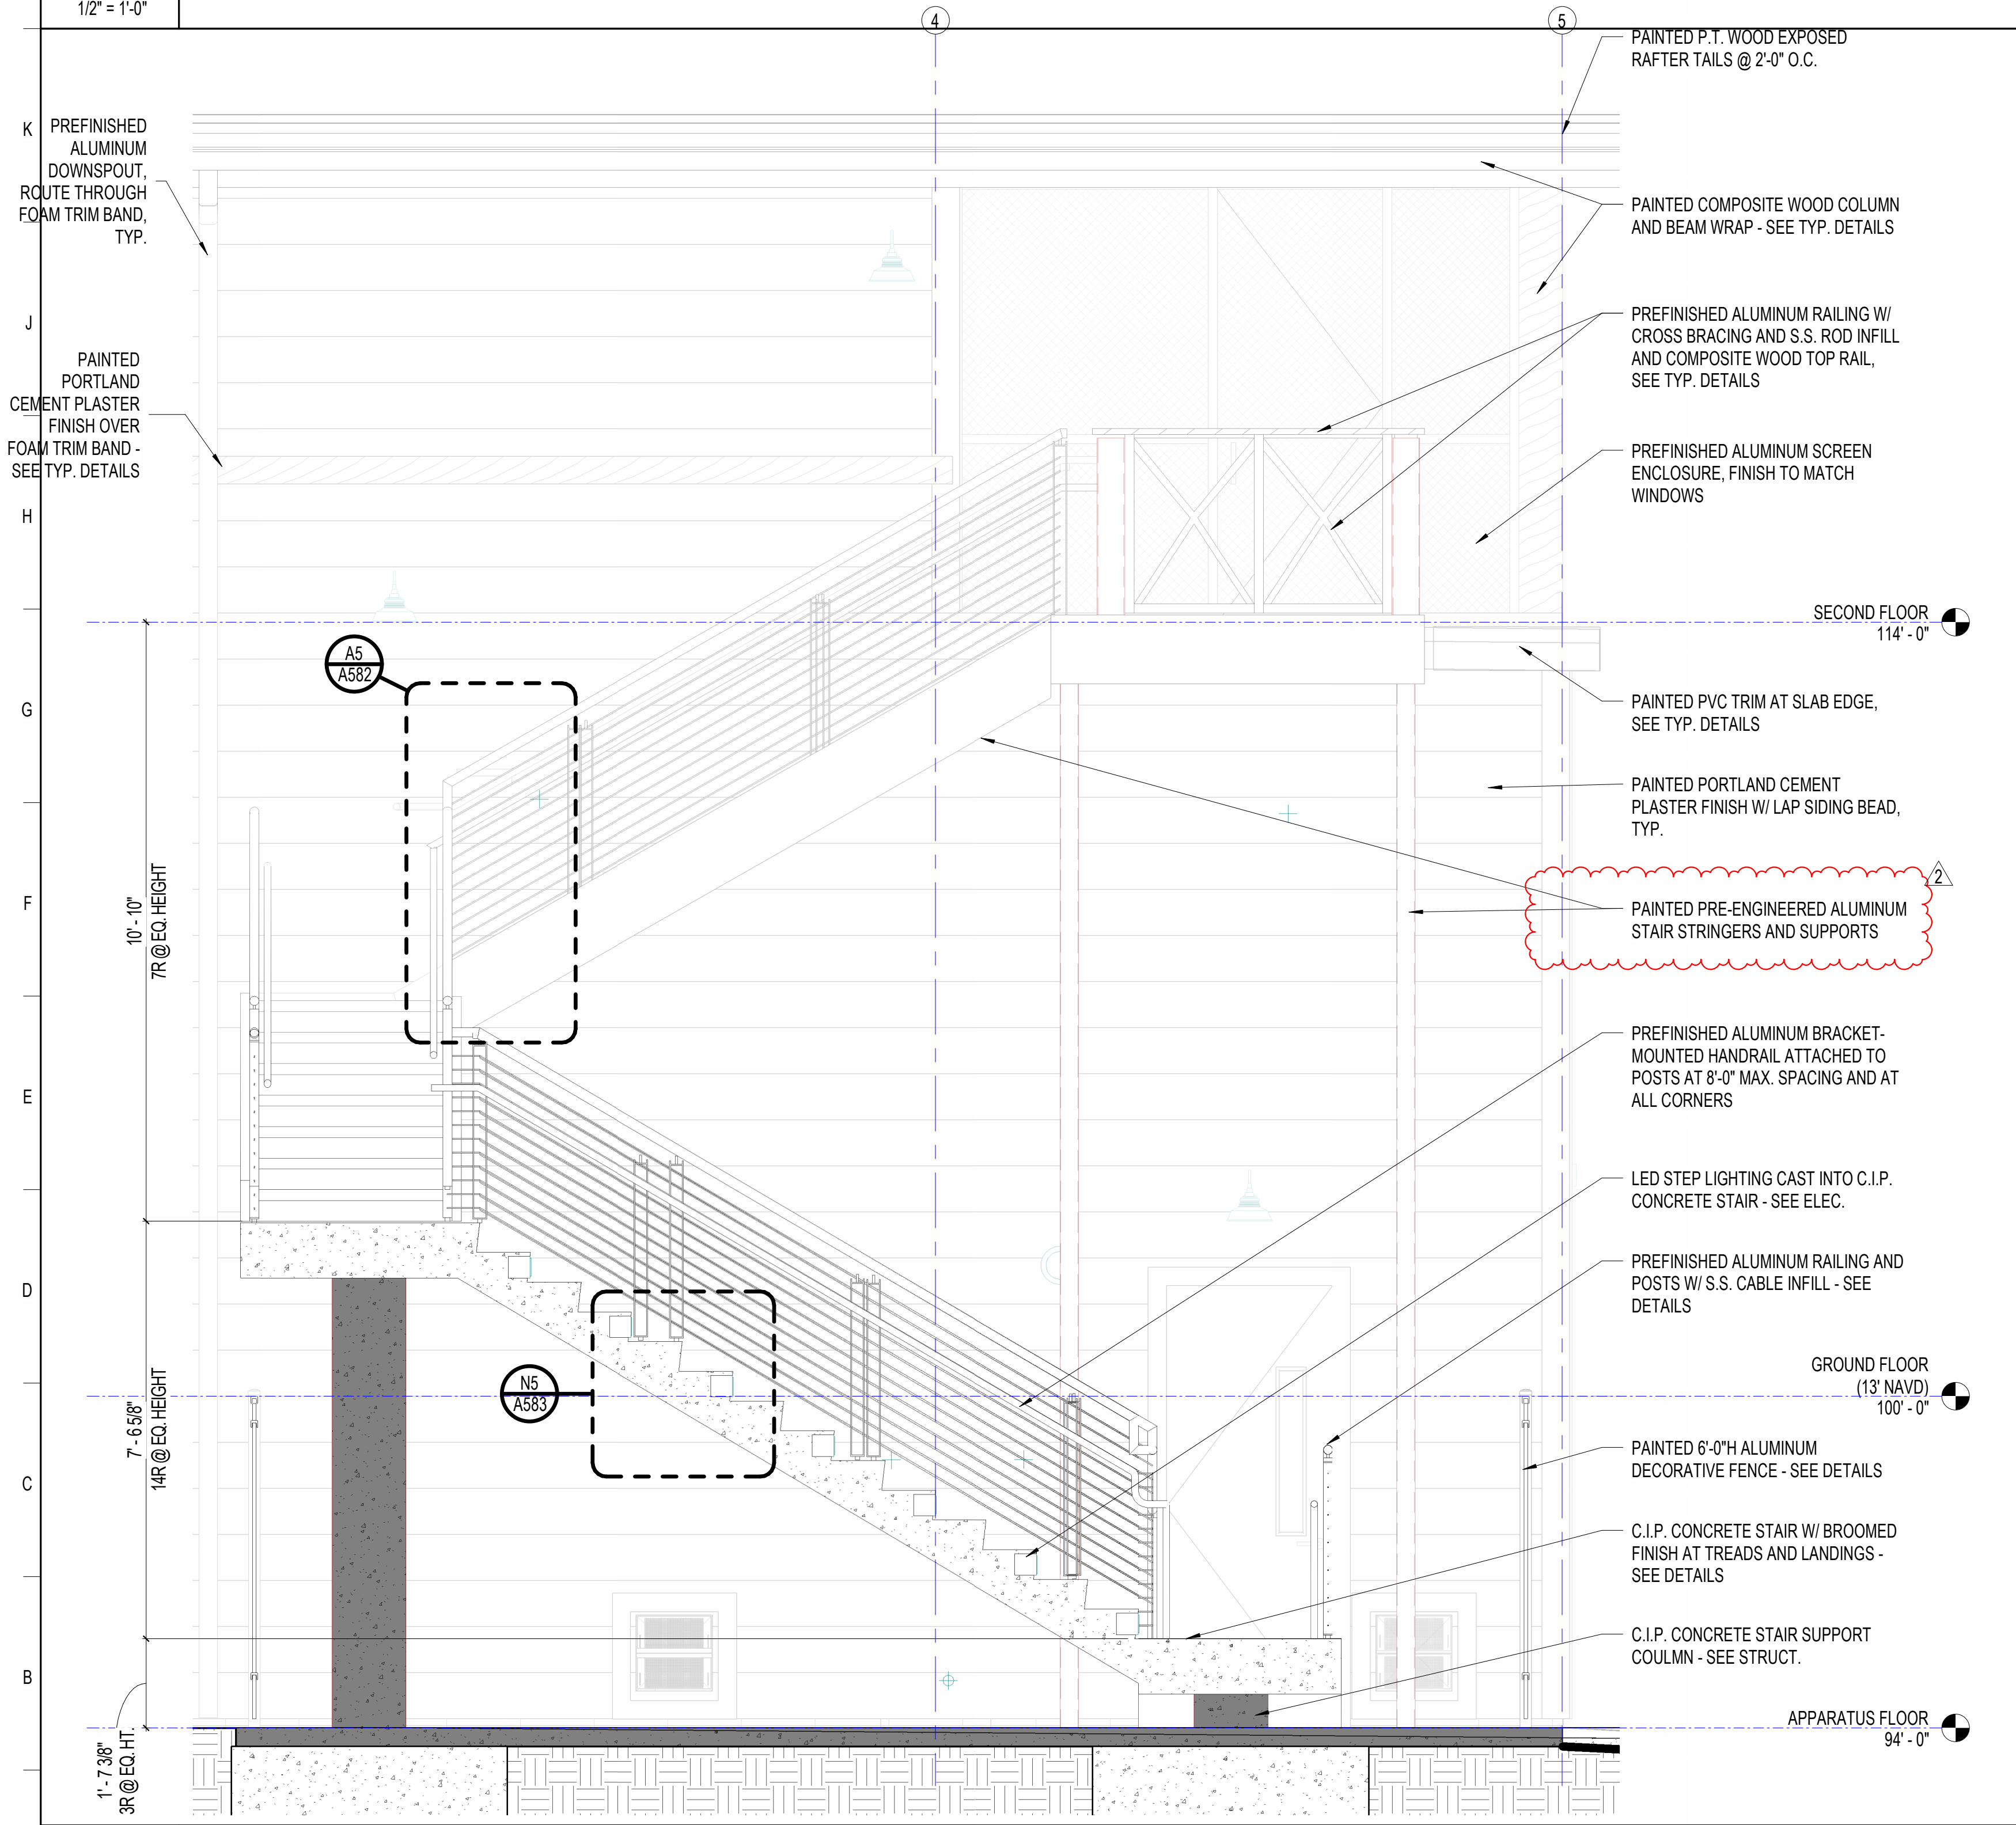 1/2" = 1'-0"
4
5
K
J
H
G
F
E
D
C
B
PREFINISHED
ALUMINUM
DOWNSPOUT,
ROUTE THROUGH
FOAM TRIM BAND,
TYP.
PAINTED
PORTLAND
CEMENT PLASTER
FINISH OVER
FOAM TRIM BAND -
SEE TYP. DETAILS
A5
A582
N5
A583
10' - 10"
7R @ EQ. HEIGHT
7' - 6 5/8"
14R @ EQ. HEIGHT
1' - 7 3/8"
3R @ EQ. HT.
PAINTED P.T. WOOD EXPOSED
RAFTER TAILS @ 2'-0" O.C.
PAINTED COMPOSITE WOOD COLUMN
AND BEAM WRAP - SEE TYP. DETAILS
PREFINISHED ALUMINUM RAILING W/
CROSS BRACING AND S.S. ROD INFILL
AND COMPOSITE WOOD TOP RAIL,
SEE TYP. DETAILS
PREFINISHED ALUMINUM SCREEN
ENCLOSURE, FINISH TO MATCH
WINDOWS
SECOND FLOOR
114' - 0"
PAINTED PVC TRIM AT SLAB EDGE,
SEE TYP. DETAILS
PAINTED PORTLAND CEMENT
PLASTER FINISH W/ LAP SIDING BEAD,
TYP.
2
PAINTED PRE-ENGINEERED ALUMINUM
STAIR STRINGERS AND SUPPORTS
PREFINISHED ALUMINUM BRACKET-
MOUNTED HANDRAIL ATTACHED TO
POSTS AT 8'-0" MAX. SPACING AND AT
ALL CORNERS
LED STEP LIGHTING CAST INTO C.I.P.
CONCRETE STAIR - SEE ELEC.
PREFINISHED ALUMINUM RAILING AND
POSTS W/ S.S. CABLE INFILL - SEE
DETAILS
GROUND FLOOR
(13' NAVD)
100' - 0"
PAINTED 6'-0"H ALUMINUM
DECORATIVE FENCE - SEE DETAILS
C.I.P. CONCRETE STAIR W/ BROOMED
FINISH AT TREADS AND LANDINGS -
SEE DETAILS
C.I.P. CONCRETE STAIR SUPPORT
COULMN - SEE STRUCT.
APPARATUS FLOOR
94' - 0"